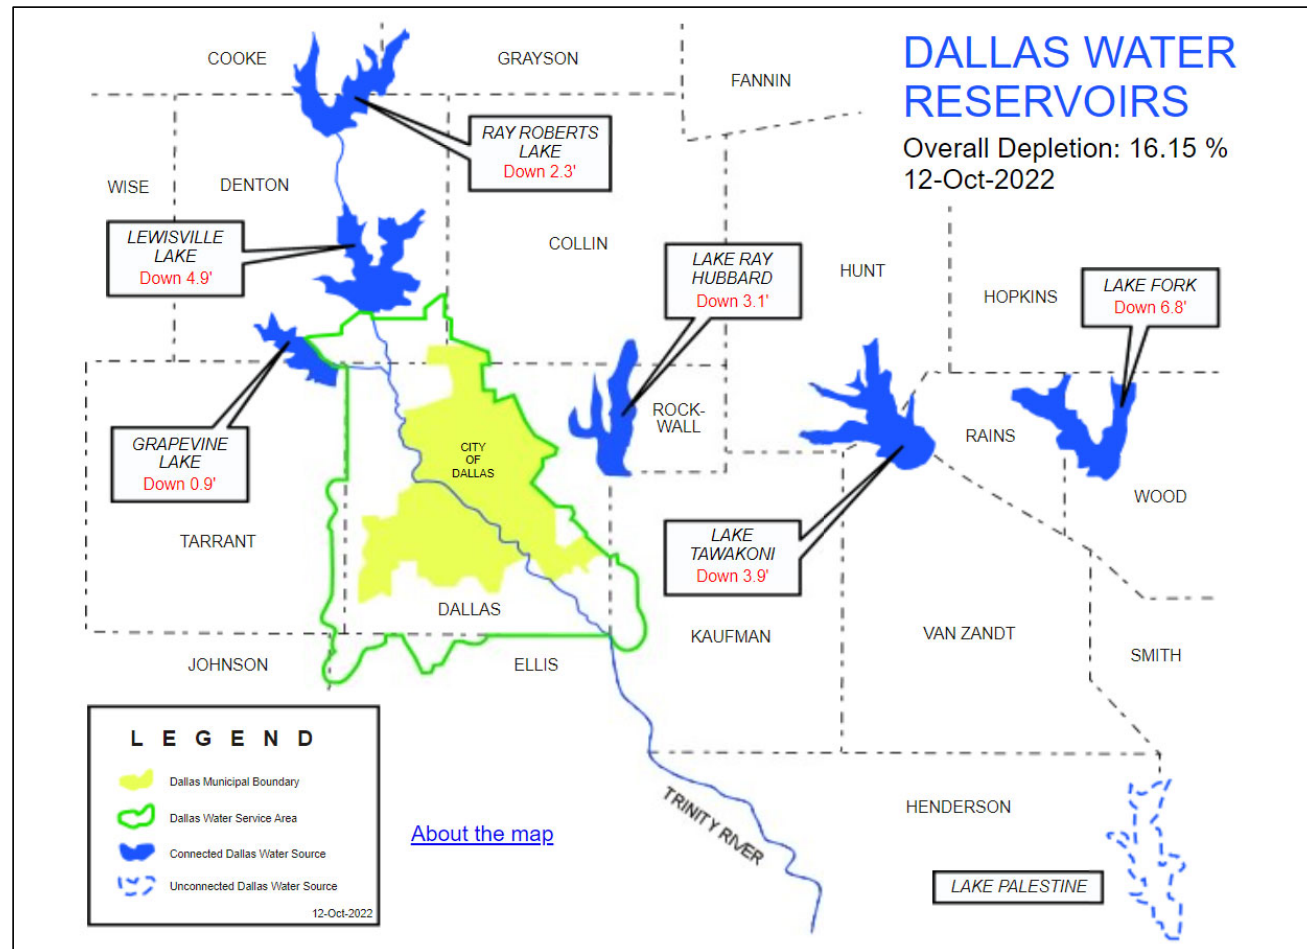 COOKE
GRAYSON
FANNIN
DALLAS WATER
RESERVOIRS
Overall Depletion: 16.15 %
12-Oct-2022
RAY ROBERTS
LAKE
Down 2.3'
WISE
DENTON
LEWISVILLE
LAKE
Down 4.9'
COLLIN
LAKE RAY
HUBBARD
Down 3.1'
HUNT
HOPKINS
LAKE FORK
Down 6.8'
GRAPEVINE
LAKE
Down 0.9'
CITY
OF
DALLAS
ROCK-
WALL
RAINS
WOOD
TARRANT
LAKE
TAWAKONI
Down 3.9'
DALLAS
KAUFMAN
VAN ZANDT
SMITH
JOHNSON
ELLIS
LEGEND
Dallas Municipal Boundary
Dallas Water Service Area
Connected Dallas Water Source
Unconnected Dallas Water Source
12-Oct-2022
About the map
TRINITY RIVER
HENDERSON
LAKE PALESTINE